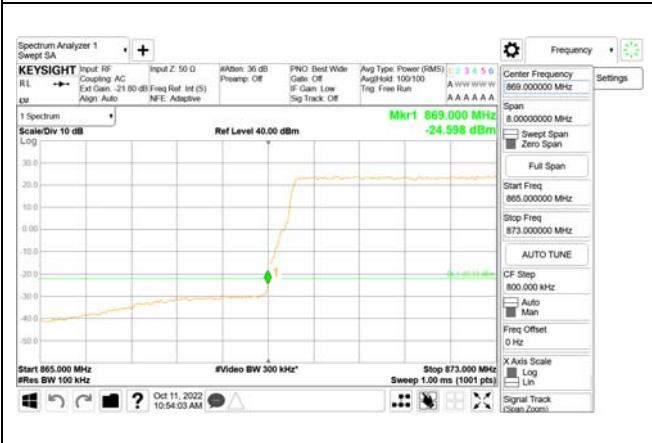 Spectrum Analyzer 1
Swept SA
+
Frequency
KEYSIGHT
RL
Input: RF
Coupling: AC
Ext Gain: -21.80 dB
Align: Auto
Input Z: 50 Ω
Freq Ref: Int (S)
NFE: Adaptive
#Atten: 36 dB
Preamp: Off
PNO: Best Wide
Gate: Off
IF Gain: Low
Sig Track: Off
Avg Type: Power (RMS)
Avg|Hold: 100/100
Trig: Free Run
1 2 3 4 5 6
A W W W W W
A A A A A A
1 Spectrum
Scale/Div 10 dB
Log
Ref Level 40.00 dBm
Mkr1 869.000 MHz
-24.598 dBm
30.0
20.0
10.0
0.00
-10.0
-20.0
-30.0
-40.0
-50.0
1
Start 865.000 MHz
#Res BW 100 kHz
#Video BW 300 kHz*
Stop 873.000 MHz
Sweep 1.00 ms (1001 pts)
Oct 11, 2022
10:54:03 AM
?
Settings
Center Frequency
869.000000 MHz
Span
8.00000000 MHz
Swept Span
Zero Span
Full Span
Start Freq
865.000000 MHz
Stop Freq
873.000000 MHz
AUTO TUNE
CF Step
800.000 kHz
Auto
Man
Freq Offset
0 Hz
X Axis Scale
Log
Lin
Signal Track
(Span Zoom)